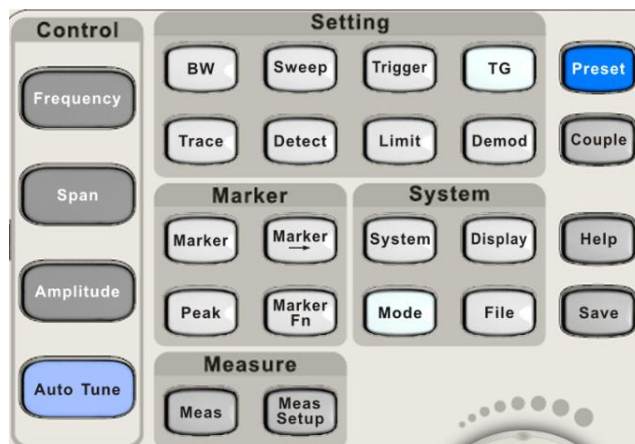 Control
Frequency
Span
Amplitude
Auto Tune
Setting
BW
Sweep
Trigger
TG
Trace
Detect
Limit
Demod
Marker
Marker
Marker
→
Peak
Marker
Fn
System
System
Display
Mode
File
Measure
Meas
Meas
Setup
Preset
Couple
Help
Save